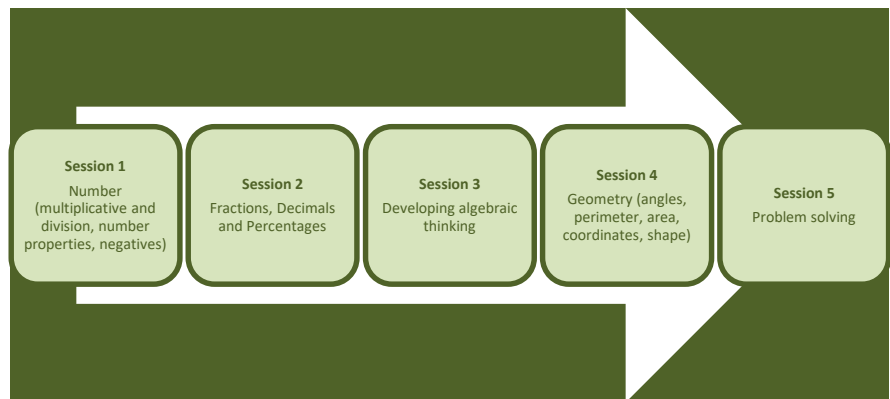 Session 1
Number
(multiplicative and
division, number
properties, negatives)
Session 2
Fractions, Decimals
and Percentages
Session 3
Developing algebraic
thinking
Session 4
Geometry (angles,
perimeter, area,
coordinates, shape)
Session 5
Problem solving